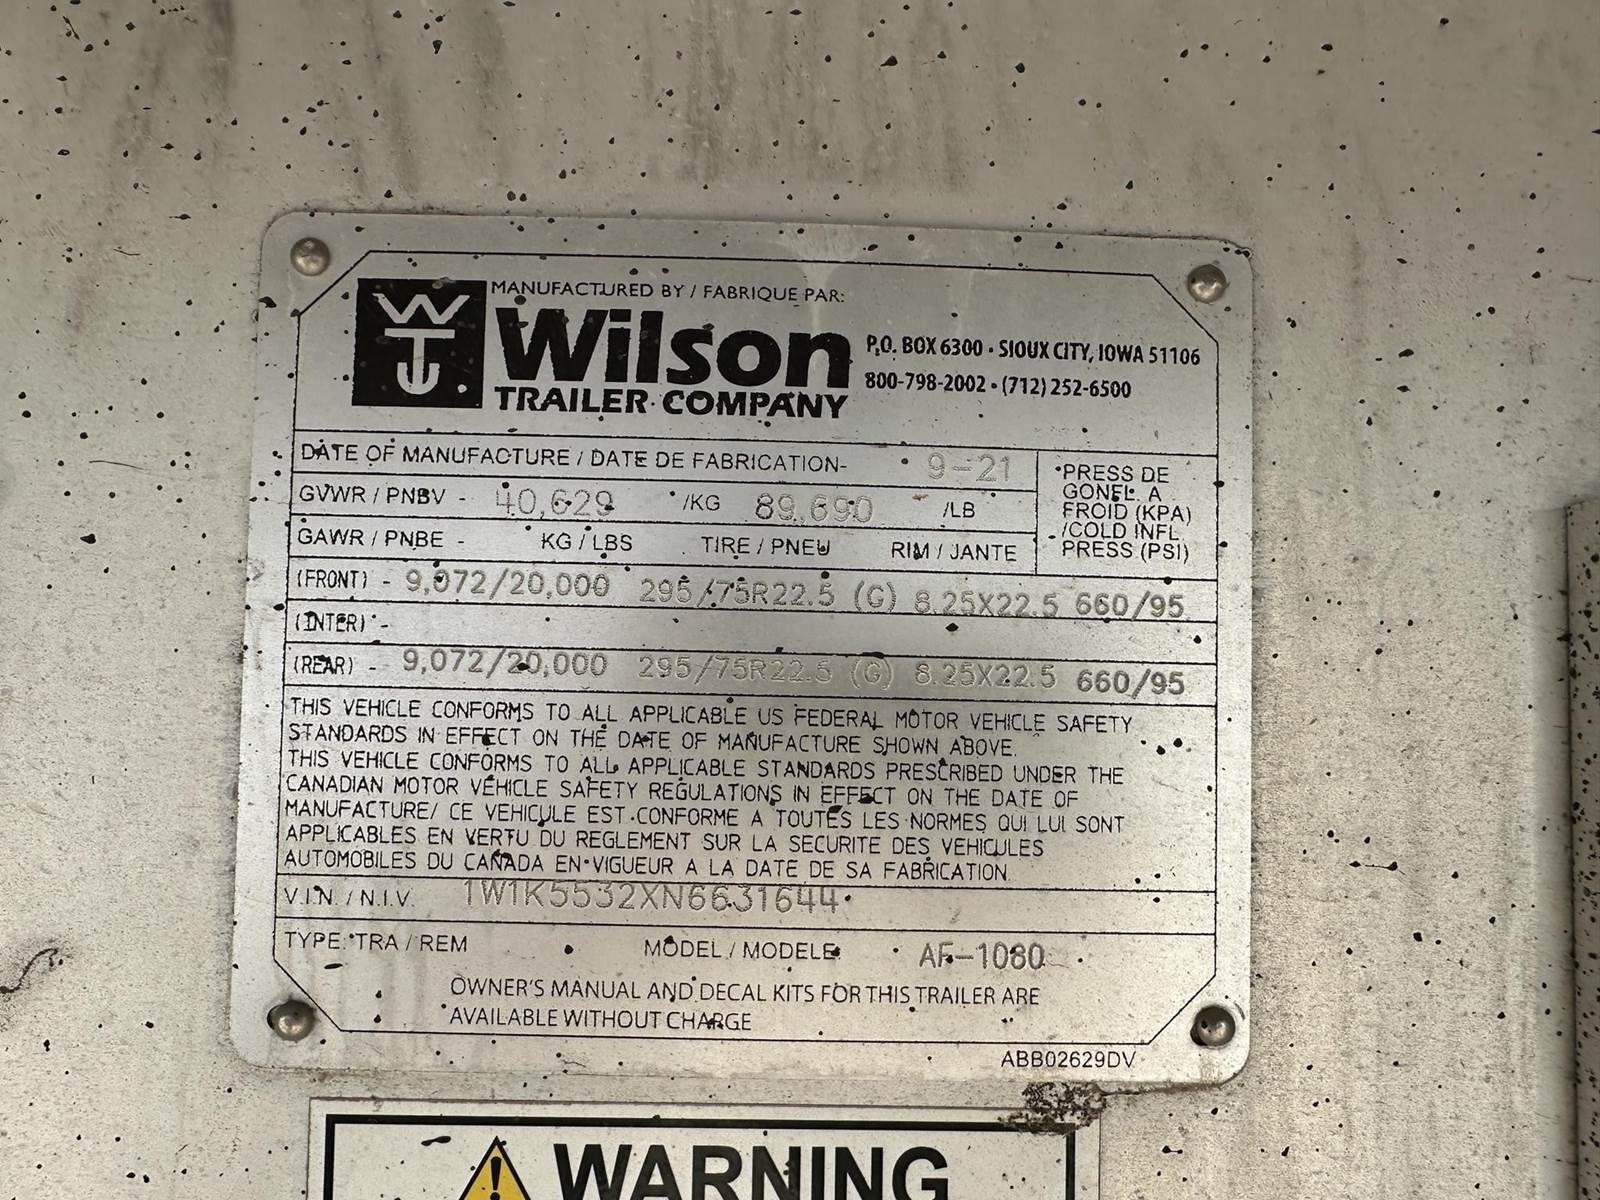 WTC
MANUFACTURED BY / FABRIQUE PAR:
Wilson
TRAILER COMPANY
P.O. BOX 6300 • SIOUX CITY, IOWA 51106
800-798-2002 • (712) 252-6500
DATE OF MANUFACTURE / DATE DE FABRICATION- 9-21
GVWR / PNBV - 40,629 /KG 89,690 /LB
GAWR / PNBE - KG / LBS TIRE / PNEU RIM / JANTE
PRESS DE
GONFL. A
FROID (KPA)
/COLD INFL
PRESS (PSI)
(FRONT) - 9,072/20,000 295/75R22.5 (G) 8.25X22.5 660/95
(INTER) -
(REAR) - 9,072/20,000 295/75R22.5 (G) 8.25X22.5 660/95
THIS VEHICLE CONFORMS TO ALL APPLICABLE US FEDERAL MOTOR VEHICLE SAFETY
STANDARDS IN EFFECT ON THE DATE OF MANUFACTURE SHOWN ABOVE.
THIS VEHICLE CONFORMS TO ALL APPLICABLE STANDARDS PRESCRIBED UNDER THE
CANADIAN MOTOR VEHICLE SAFETY REGULATIONS IN EFFECT ON THE DATE OF
MANUFACTURE/ CE VEHICULE EST CONFORME A TOUTES LES NORMES QUI LUI SONT
APPLICABLES EN VERTU DU REGLEMENT SUR LA SECURITE DES VEHICULES
AUTOMOBILES DU CANADA EN VIGUEUR A LA DATE DE SA FABRICATION.
V.I.N. / N.I.V. 1W1K5532XN6631644
TYPE: TRA / REM MODEL / MODELE: AF-1080
OWNER'S MANUAL AND DECAL KITS FOR THIS TRAILER ARE
AVAILABLE WITHOUT CHARGE
ABB02629DV
WARNING